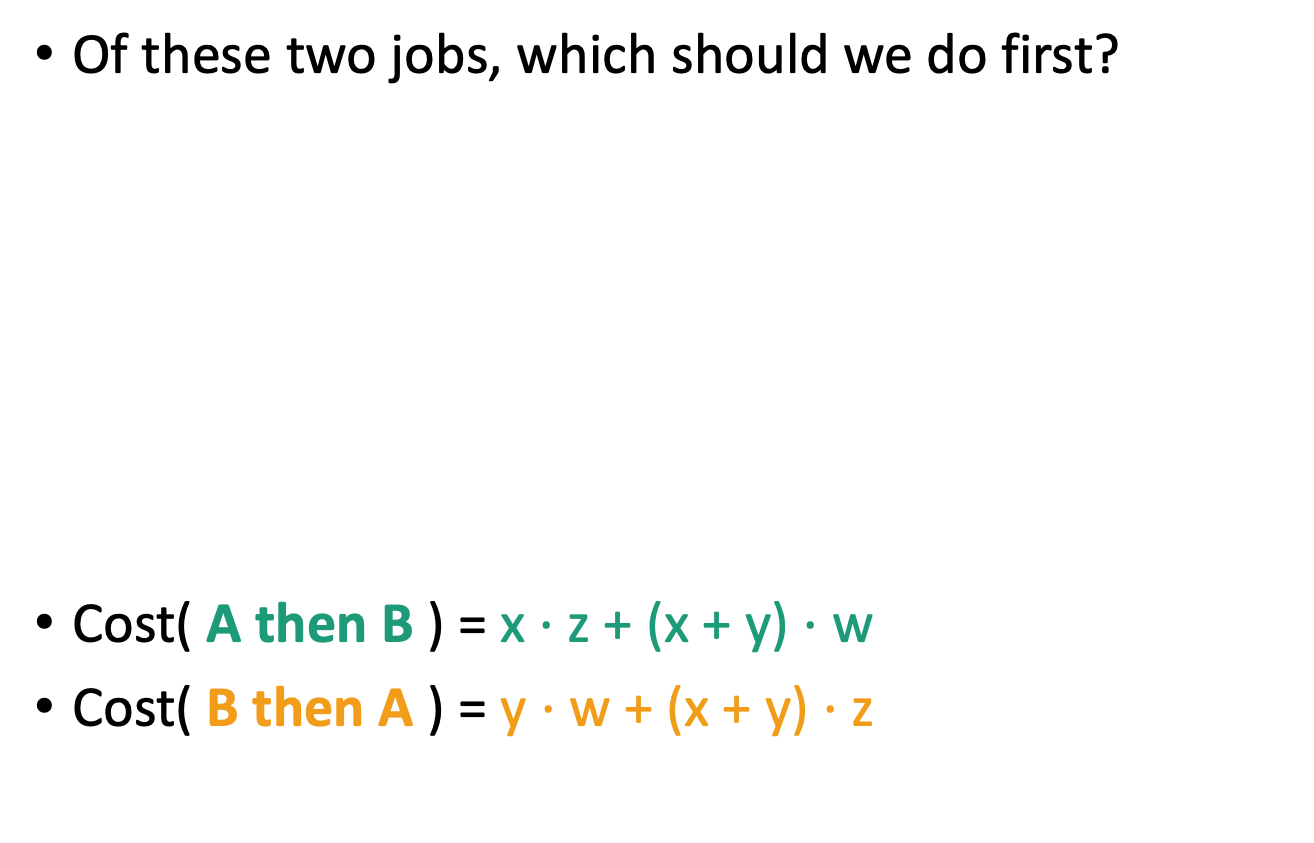 • Of these two jobs, which should we do first?
• Cost( A then B ) = x · z + (x + y) · w
• Cost( B then A ) = y · w + (x + y) · z